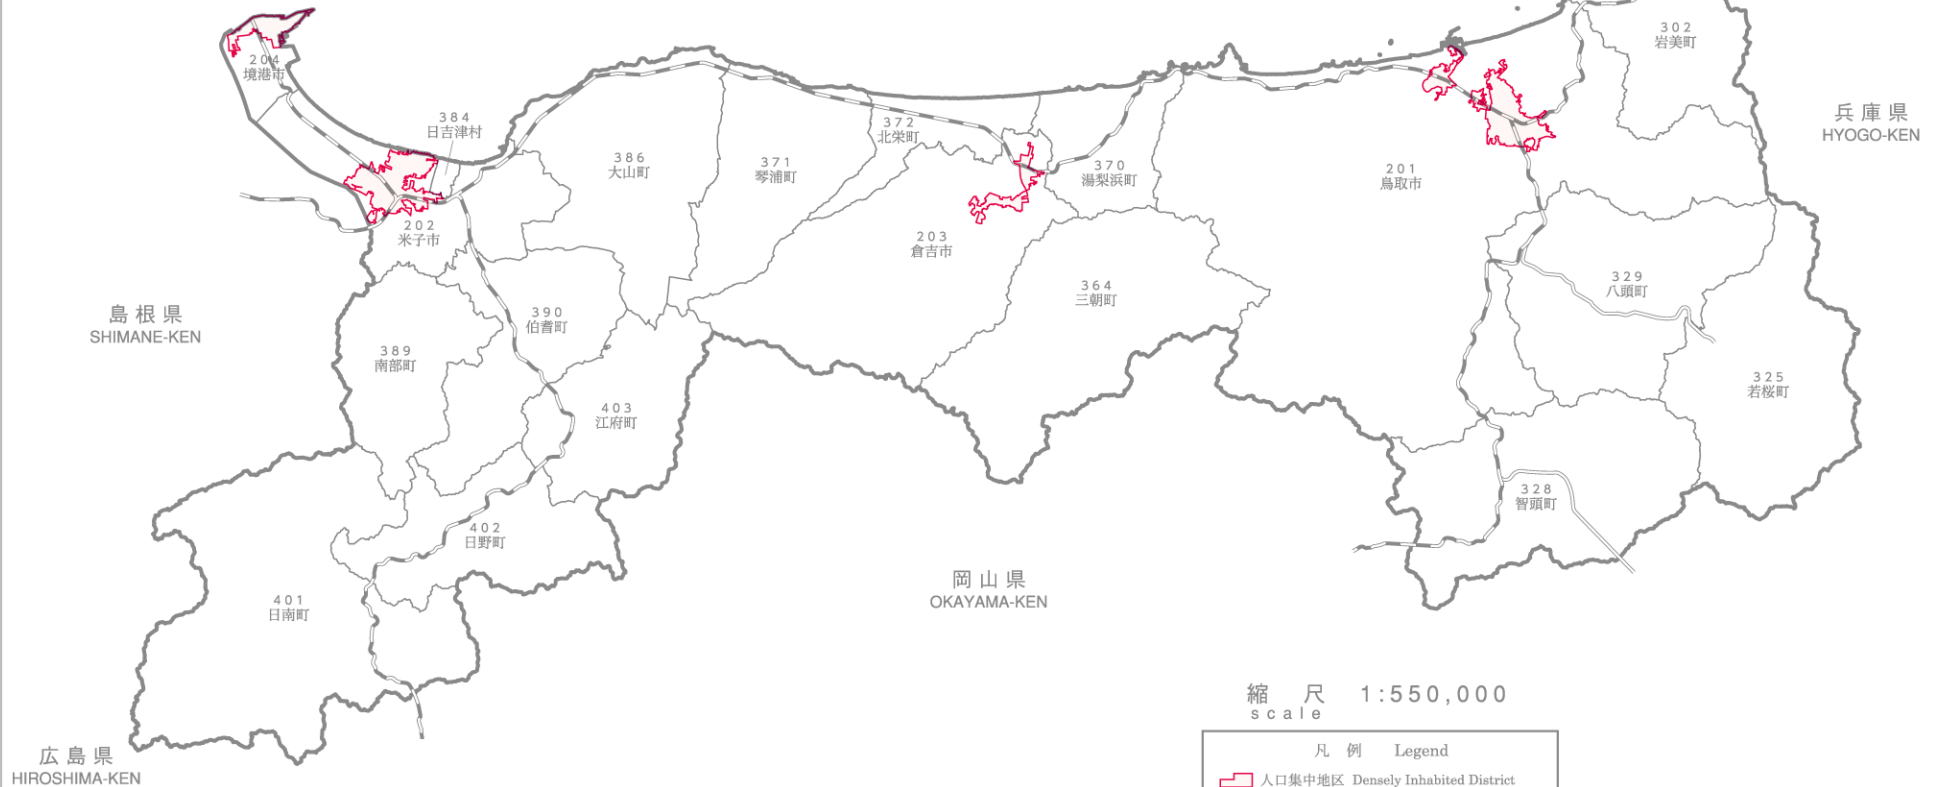 302
岩美町
204
境港市
兵庫県
HYOGO-KEN
384
日吉津村
372
北栄町
386
大山町
371
琴浦町
370
湯梨浜町
201
鳥取市
202
米子市
203
倉吉市
329
八頭町
364
三朝町
島根県
SHIMANE-KEN
390
伯耆町
389
南部町
325
若桜町
403
江府町
328
智頭町
402
日野町
岡山県
OKAYAMA-KEN
401
日南町
縮 尺 1:550,000
scale
広島県
HIROSHIMA-KEN
凡 例 Legend
人口集中地区 Densely Inhabited District